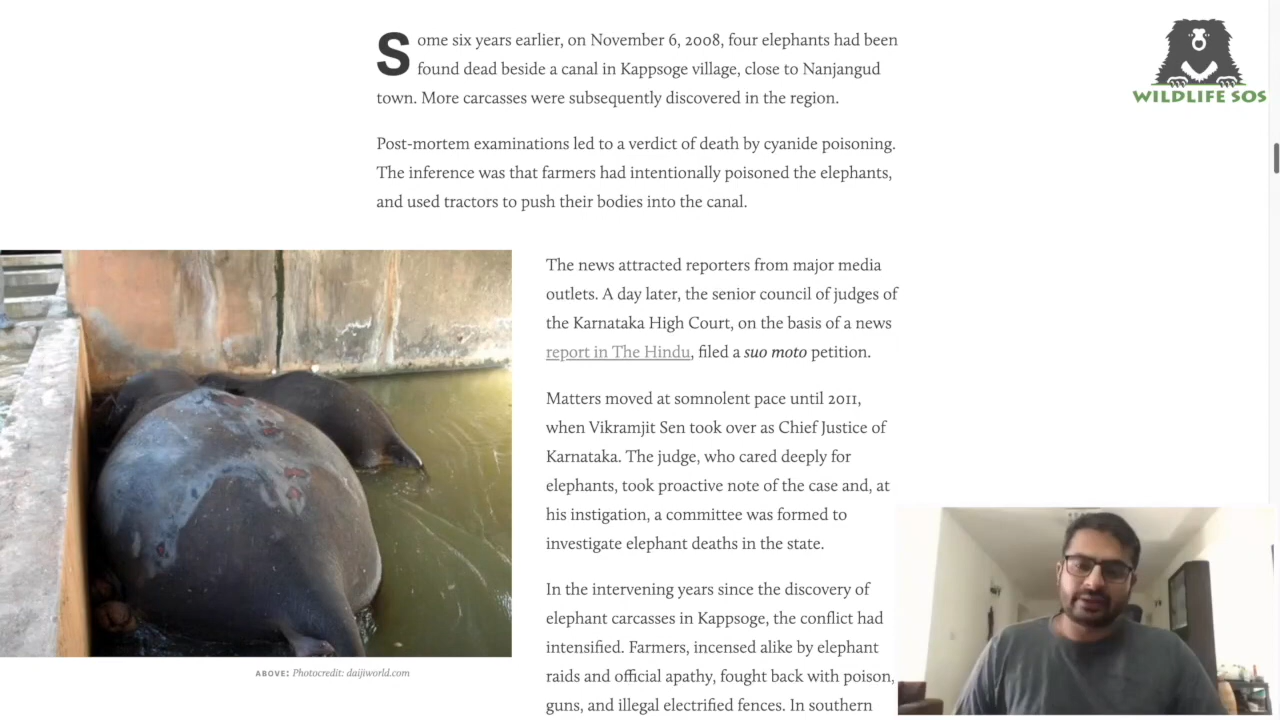 Some six years earlier, on November 6, 2008, four elephants had been
found dead beside a canal in Kappsoge village, close to Nanjangud
town. More carcasses were subsequently discovered in the region.
Post-mortem examinations led to a verdict of death by cyanide poisoning.
The inference was that farmers had intentionally poisoned the elephants,
and used tractors to push their bodies into the canal.
The news attracted reporters from major media
outlets. A day later, the senior council of judges of
the Karnataka High Court, on the basis of a news
report in The Hindu, filed a suo moto petition.
Matters moved at somnolent pace until 2011,
when Vikramjit Sen took over as Chief Justice of
Karnataka. The judge, who cared deeply for
elephants, took proactive note of the case and, at
his instigation, a committee was formed to
investigate elephant deaths in the state.
In the intervening years since the discovery of
elephant carcasses in Kappsoge, the conflict had
intensified. Farmers, incensed alike by elephant
raids and official apathy, fought back with poison,
guns, and illegal electrified fences. In southern
ABOVE: Photocredit: daijiworld.com
WILDLIFE SOS